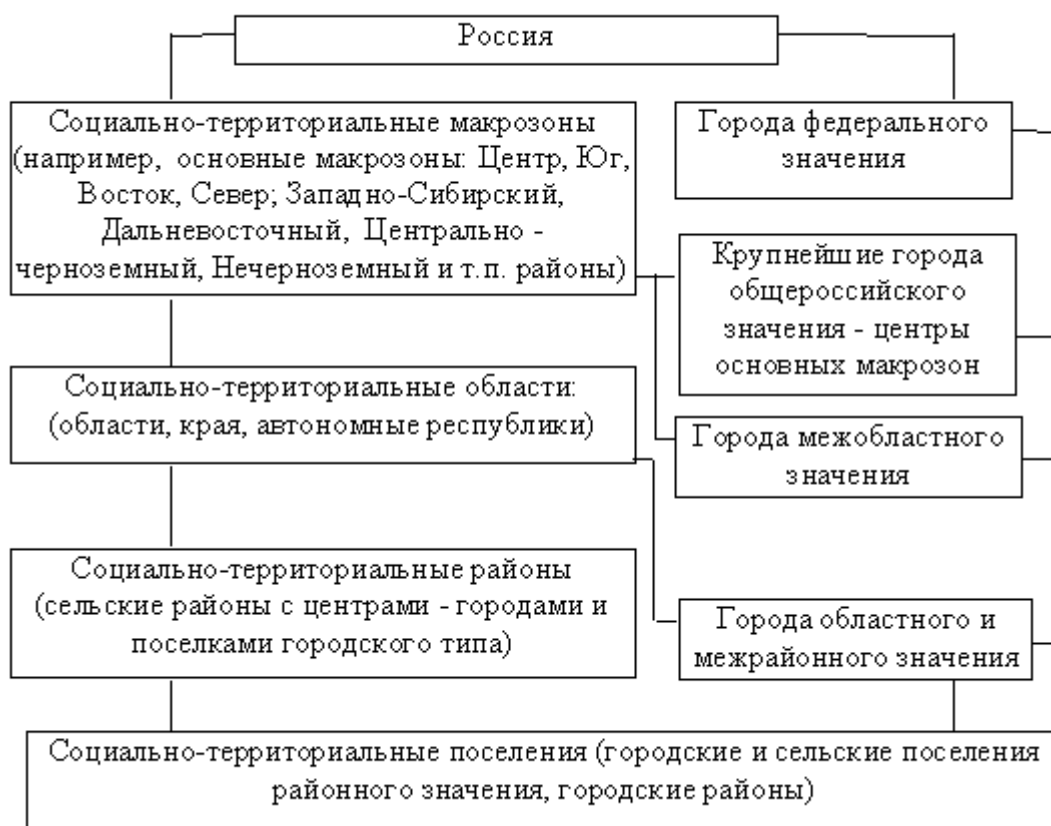 Россия
Социально-территориальные макрозоны
(например, основные макрозоны: Центр, Юг,
Восток, Север; Западно-Сибирский,
Дальневосточный, Центрально -
черноземный, Нечерноземный и т.п. районы)
Города федерального
значения
Крупнейшие города
общероссийского
значения - центры
основных макрозон
Социально-территориальные области:
(области, края, автономные республики)
Города межобластного
значения
Социально-территориальные районы
(сельские районы с центрами - городами и
поселками городского типа)
Города областного и
межрайонного значения
Социально-территориальные поселения (городские и сельские поселения
районного значения, городские районы)